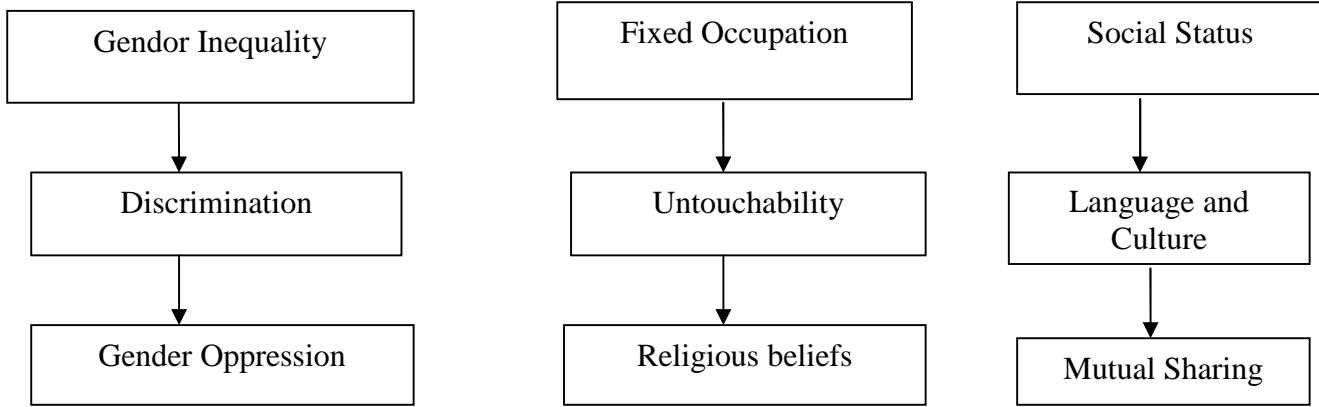 Gendor Inequality
Discrimination
Gender Oppression
Fixed Occupation
Untouchability
Religious beliefs
Social Status
Language and
Culture
Mutual Sharing